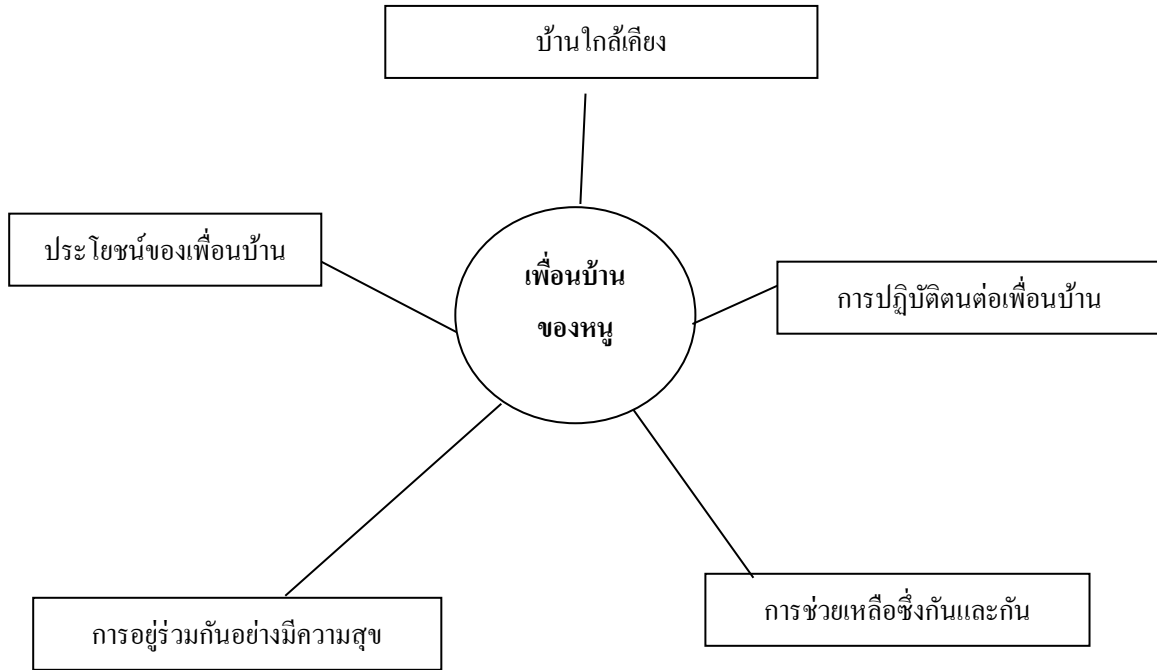 บ้านใกล้เคียง
ประโยชน์ของเพื่อนบ้าน
เพื่อนบ้าน
ของหนู
การปฏิบัติตนต่อเพื่อนบ้าน
การอยู่ร่วมกันอย่างมีความสุข
การช่วยเหลือซึ่งกันและกัน